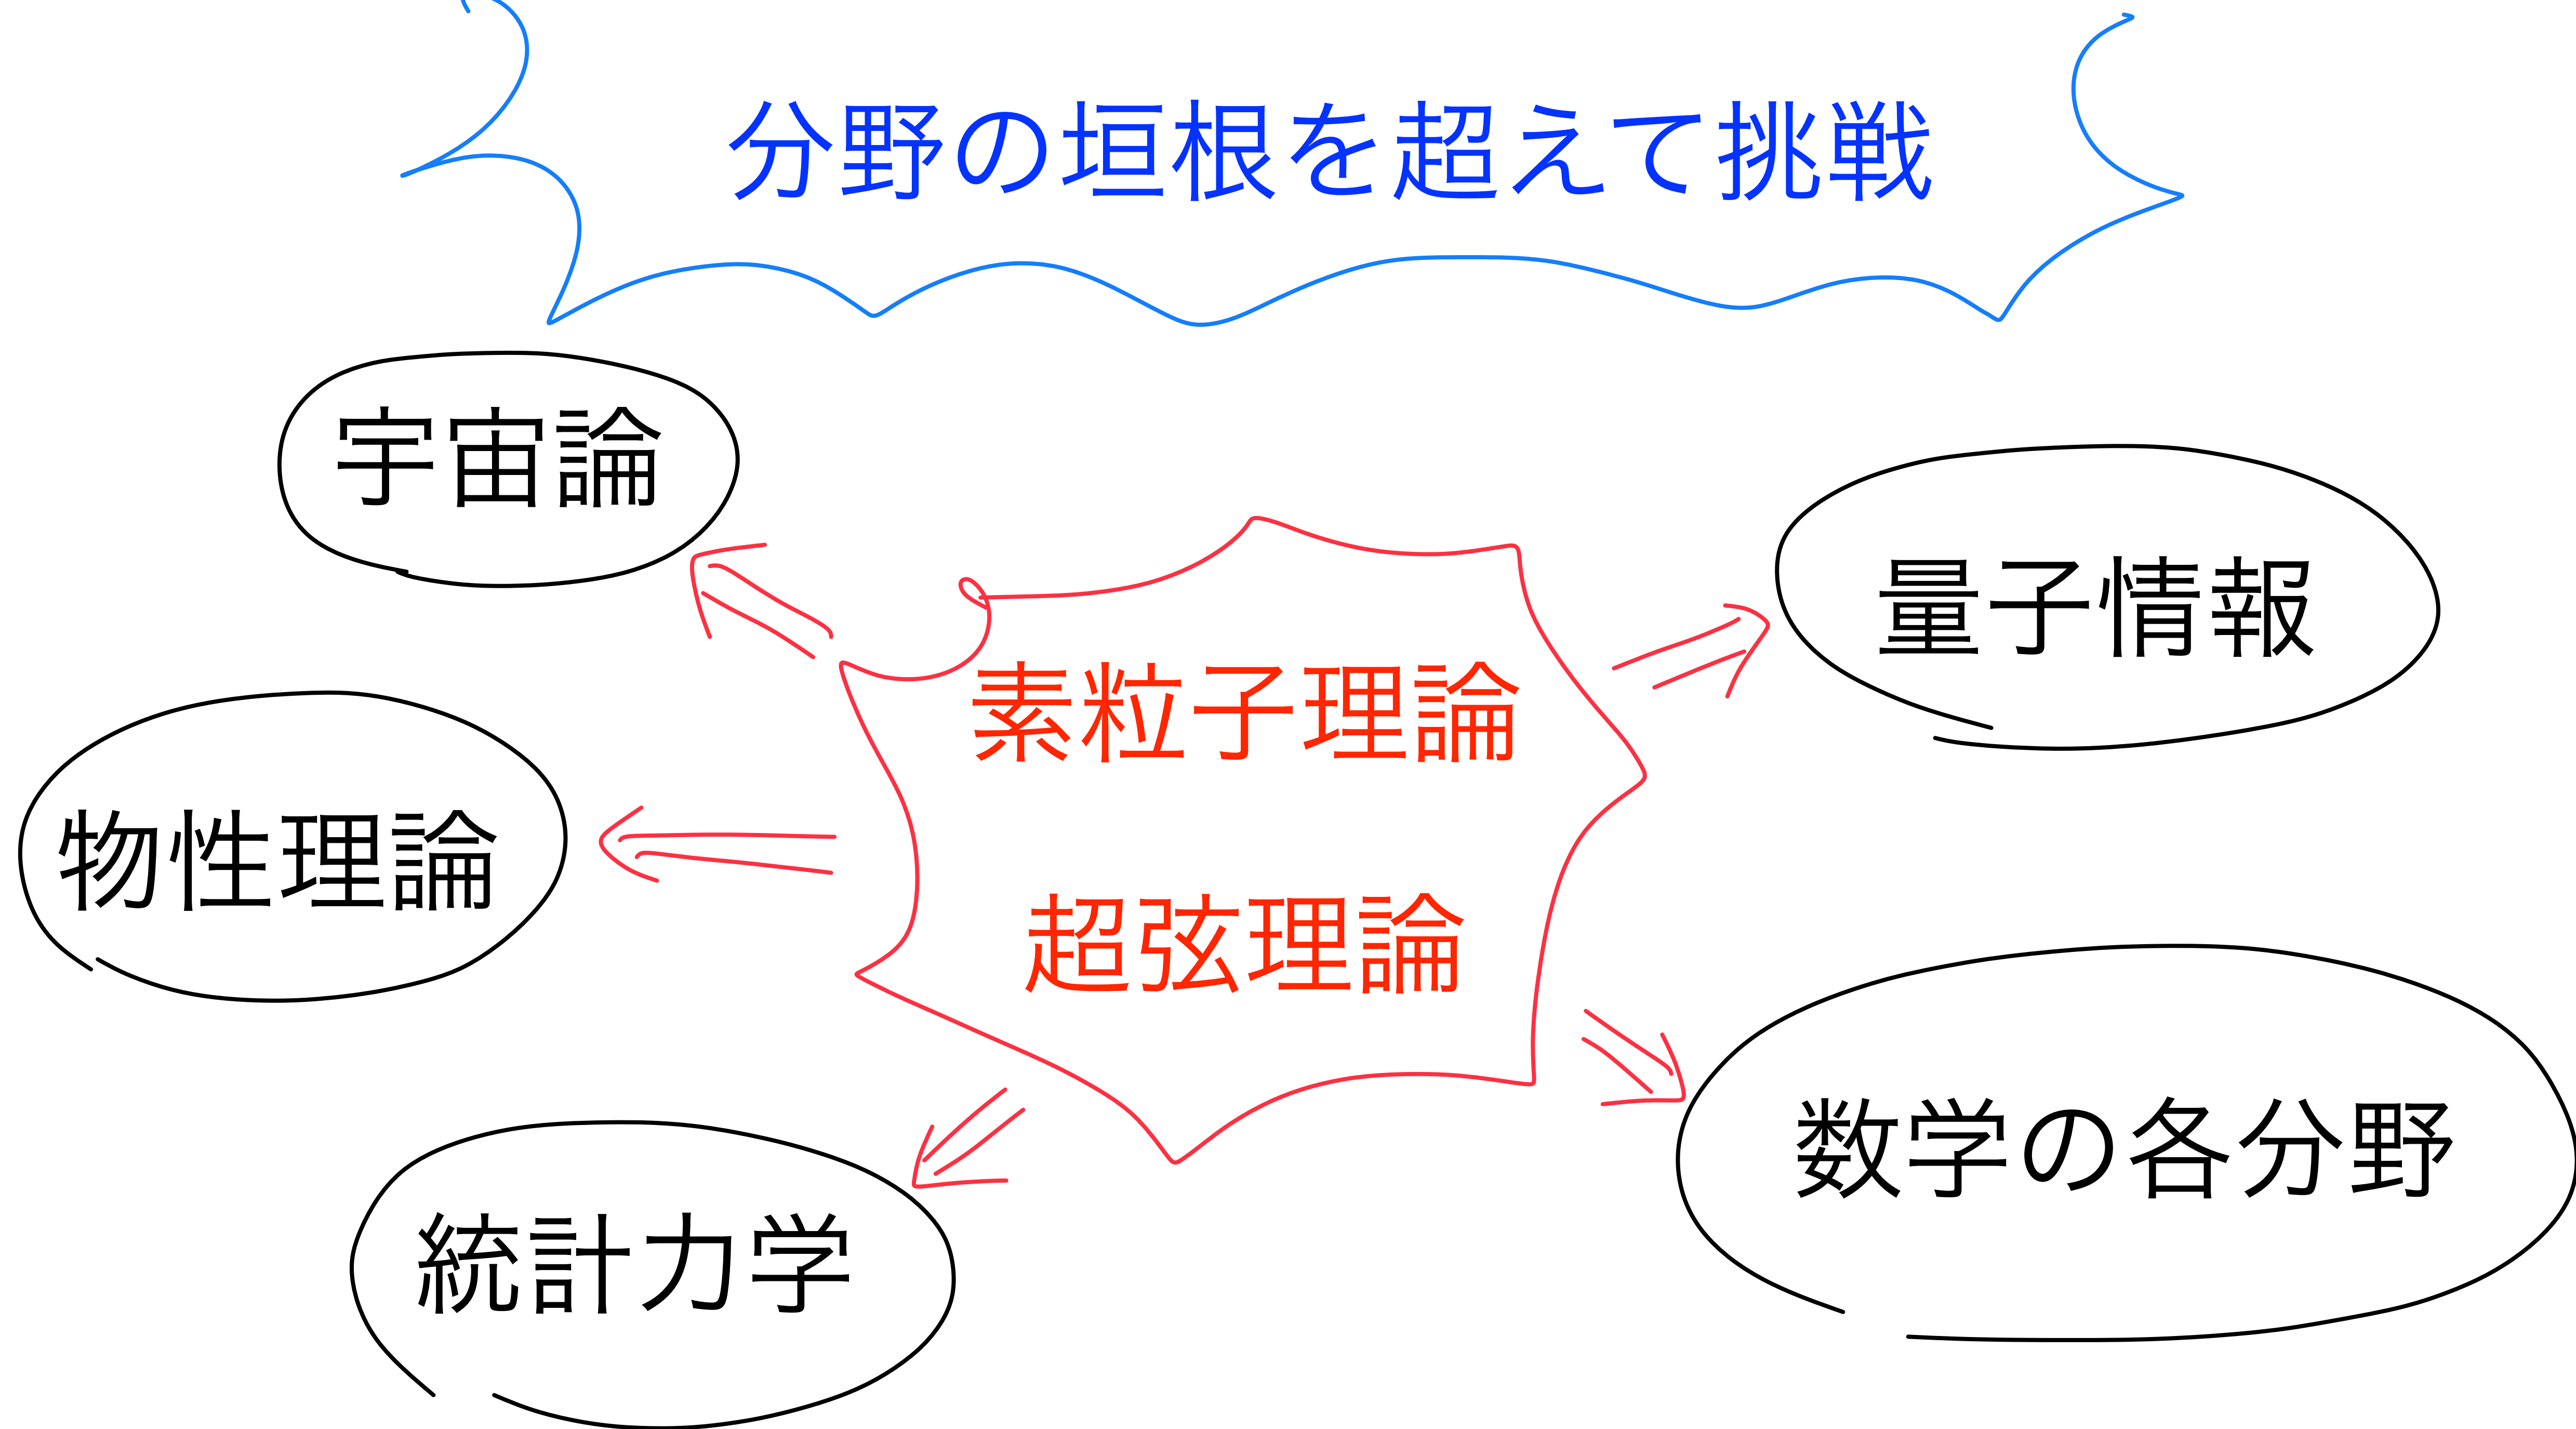 分野の垣根を超えて挑戦
宇宙論
量子情報
素粒子理論
物性理論
超弦理論
数学の各分野
統計力学